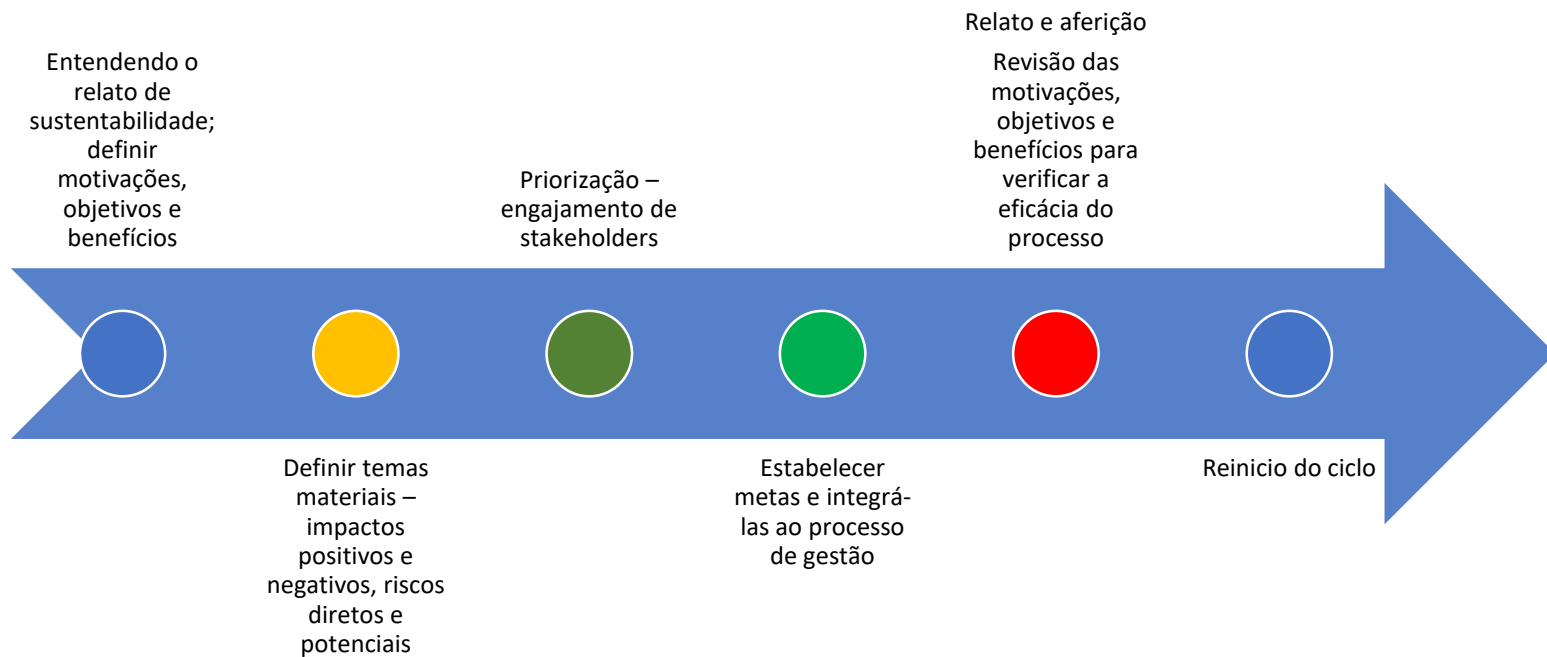 Entendendo o
relato de
sustentabilidade;
definir
motivações,
objetivos e
benefícios
Definir temas
materiais –
impactos
positivos e
negativos, riscos
diretos e
potenciais
Priorização –
engajamento de
stakeholders
Estabelecer
metas e integrá-
las ao processo
de gestão
Relato e aferição
Revisão das
motivações,
objetivos e
benefícios para
verificar a
eficácia do
processo
Reinicio do ciclo